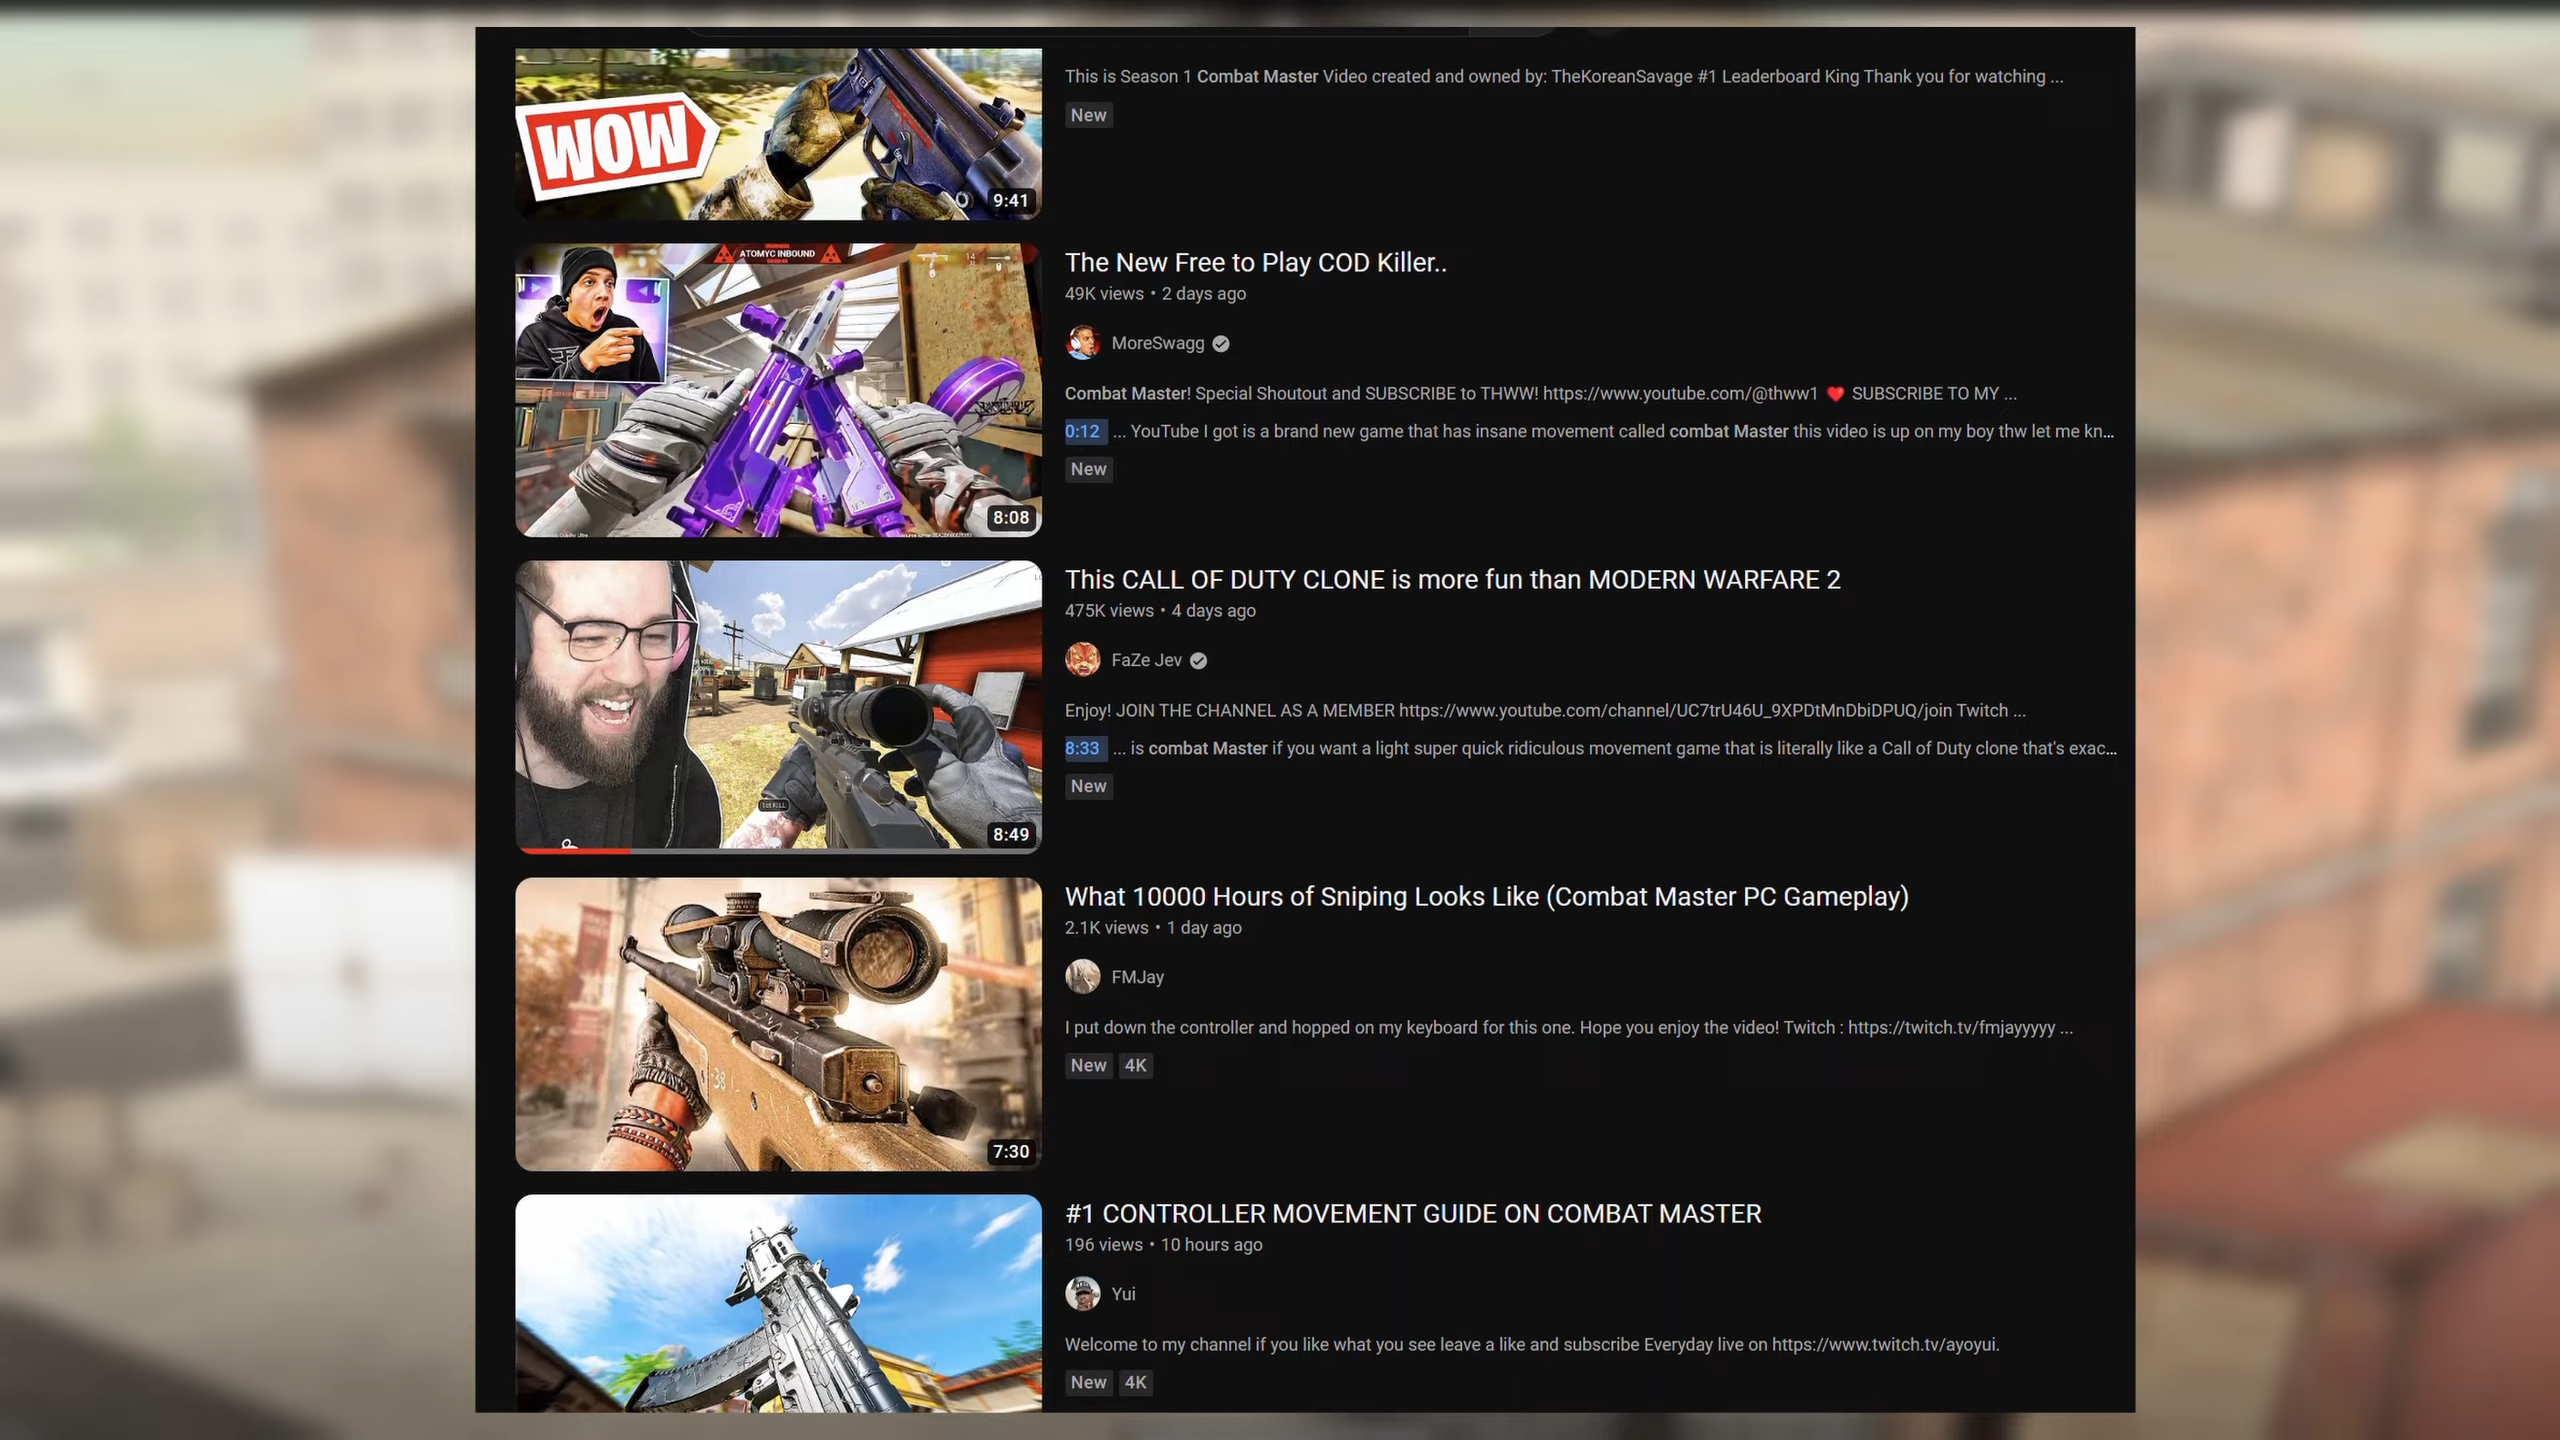 This is Season 1 Combat Master Video created and owned by: TheKoreanSavage #1 Leaderboard King Thank you for watching ...
New
WOW
9:41
ATOMYC INBOUND
8:08
The New Free to Play COD Killer..
49K views • 2 days ago
MoreSwagg
Combat Master! Special Shoutout and SUBSCRIBE to THWW! https://www.youtube.com/@thww1 ❤️ SUBSCRIBE TO MY ...
0:12 ... YouTube I got is a brand new game that has insane movement called combat Master this video is up on my boy thw let me kn...
New
1st KILL
8:49
This CALL OF DUTY CLONE is more fun than MODERN WARFARE 2
475K views • 4 days ago
FaZe Jev
Enjoy! JOIN THE CHANNEL AS A MEMBER https://www.youtube.com/channel/UC7trU46U_9XPDtMnDbiDPUQ/join Twitch ...
8:33 ... is combat Master if you want a light super quick ridiculous movement game that is literally like a Call of Duty clone that's exac...
New
38
7:30
What 10000 Hours of Sniping Looks Like (Combat Master PC Gameplay)
2.1K views • 1 day ago
FMJay
I put down the controller and hopped on my keyboard for this one. Hope you enjoy the video! Twitch : https://twitch.tv/fmjayyyyy ...
New 4K
#1 CONTROLLER MOVEMENT GUIDE ON COMBAT MASTER
196 views • 10 hours ago
Yui
Welcome to my channel if you like what you see leave a like and subscribe Everyday live on https://www.twitch.tv/ayoyui.
New 4K